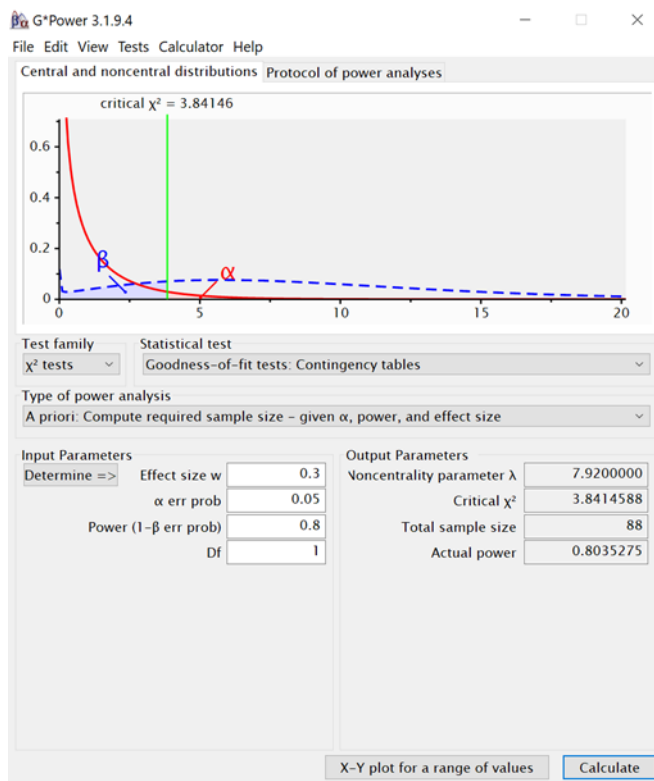 G*Power 3.1.9.4
File Edit View Tests Calculator Help
Central and noncentral distributions Protocol of power analyses
critical χ² = 3.84146
0.6
0.4
0.2
0
β
α
0 5 10 15 20
Test family Statistical test
χ² tests Goodness-of-fit tests: Contingency tables
Type of power analysis
A priori: Compute required sample size – given α, power, and effect size
Input Parameters Output Parameters
Determine => Effect size w 0.3 Noncentrality parameter λ 7.9200000
α err prob 0.05 Critical χ² 3.8414588
Power (1-β err prob) 0.8 Total sample size 88
Df 1 Actual power 0.8035275
X-Y plot for a range of values Calculate